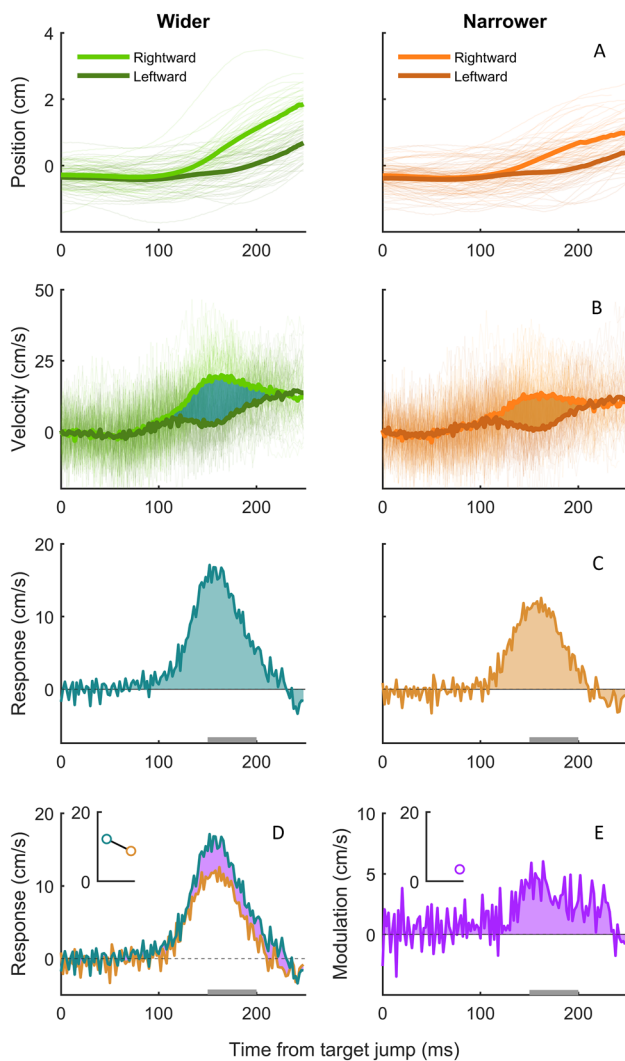 Wider
Narrower
A
4
2
0
Position (cm)
Rightward
Leftward
Rightward
Leftward
0
100
200
0
100
200
B
50
25
0
Velocity (cm/s)
0
100
200
0
100
200
C
20
10
0
Response (cm/s)
0
100
200
0
100
200
D
20
10
0
Response (cm/s)
20
0
0
100
200
E
10
5
0
Modulation (cm/s)
20
0
0
100
200
Time from target jump (ms)